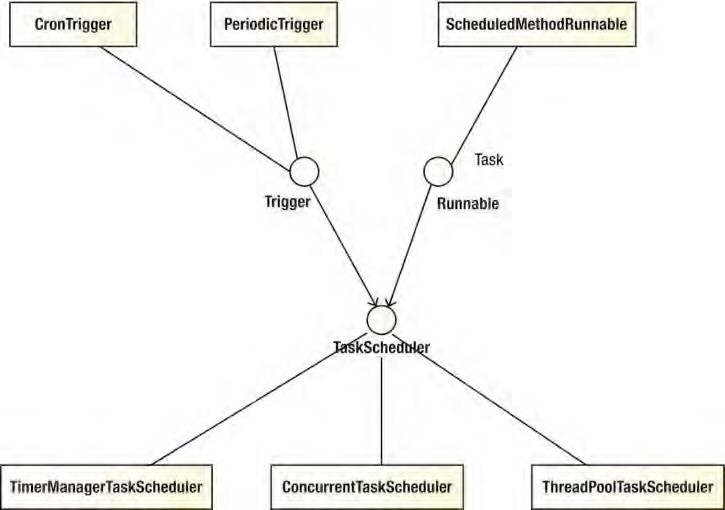 CronTrigger
PeriodicTrigger
ScheduledMethodRunnable
Task
Trigger
Runnable
TaskScheduler
TimerManagerTaskScheduler
ConcurrentTaskScheduler
ThreadPoolTaskScheduler